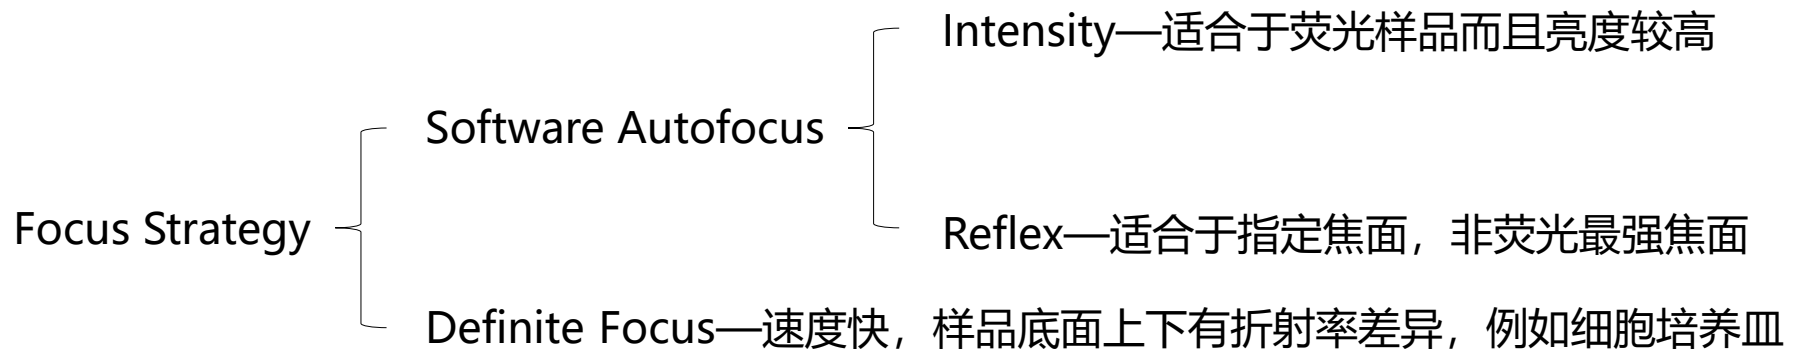 Intensity—适合于荧光样品而且亮度较高
Software Autofocus
Focus Strategy
Reflex—适合于指定焦面，非荧光最强焦面
Definite Focus—速度快，样品底面上下有折射率差异，例如细胞培养皿